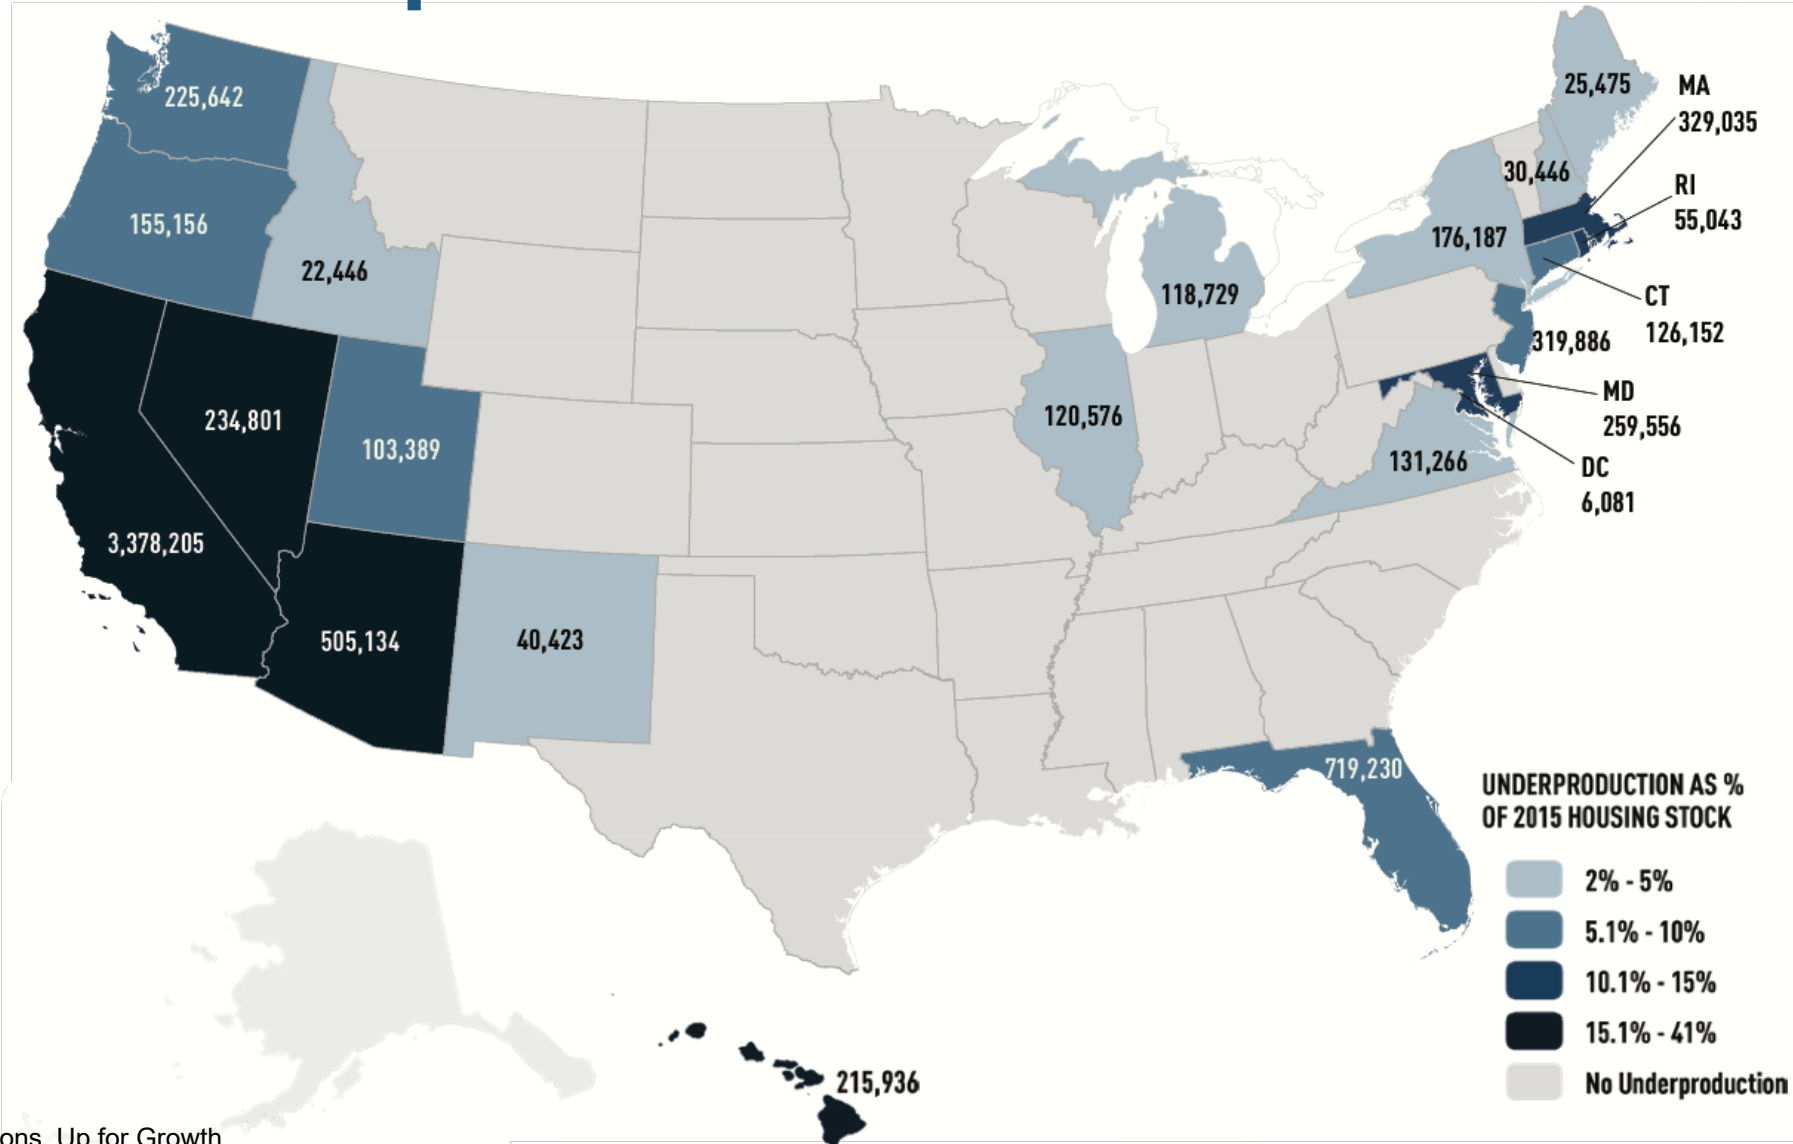 225,642
25,475
MA
329,035
30,446
RI
55,043
155,156
176,187
22,446
118,729
CT
126,152
319,886
MD
259,556
234,801
120,576
103,389
131,266
DC
6,081
3,378,205
505,134
40,423
719,230
UNDERPRODUCTION AS %
OF 2015 HOUSING STOCK
2% - 5%
5.1% - 10%
10.1% - 15%
15.1% - 41%
No Underproduction
215,936
Up for Growth